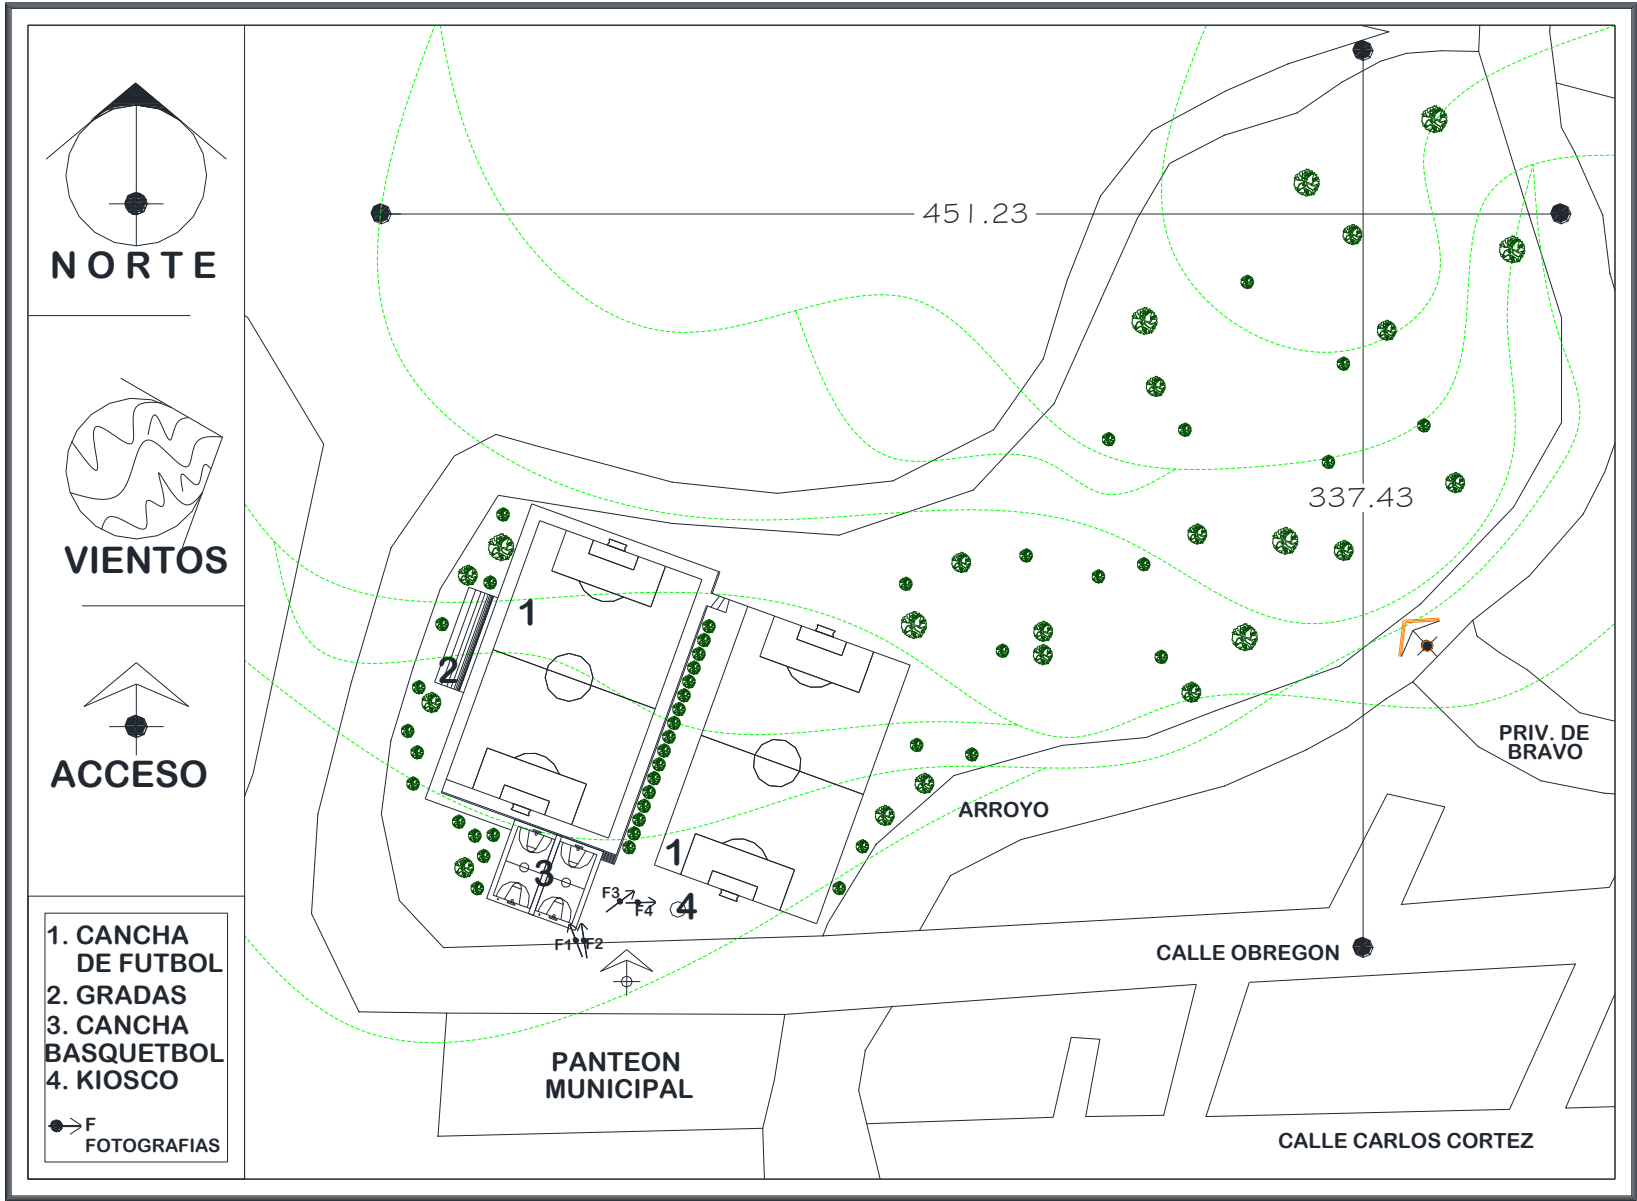 NORTE
VIENTOS
ACCESO
1. CANCHA
DE FUTBOL
2. GRADAS
3. CANCHA
BASQUETBOL
4. KIOSCO
F
FOTOGRAFIAS
451.23
337.43
1
2
1
3
4
F3
F4
F1
F2
ARROYO
PRIV. DE
BRAVO
CALLE OBREGON
PANTEON
MUNICIPAL
CALLE CARLOS CORTEZ